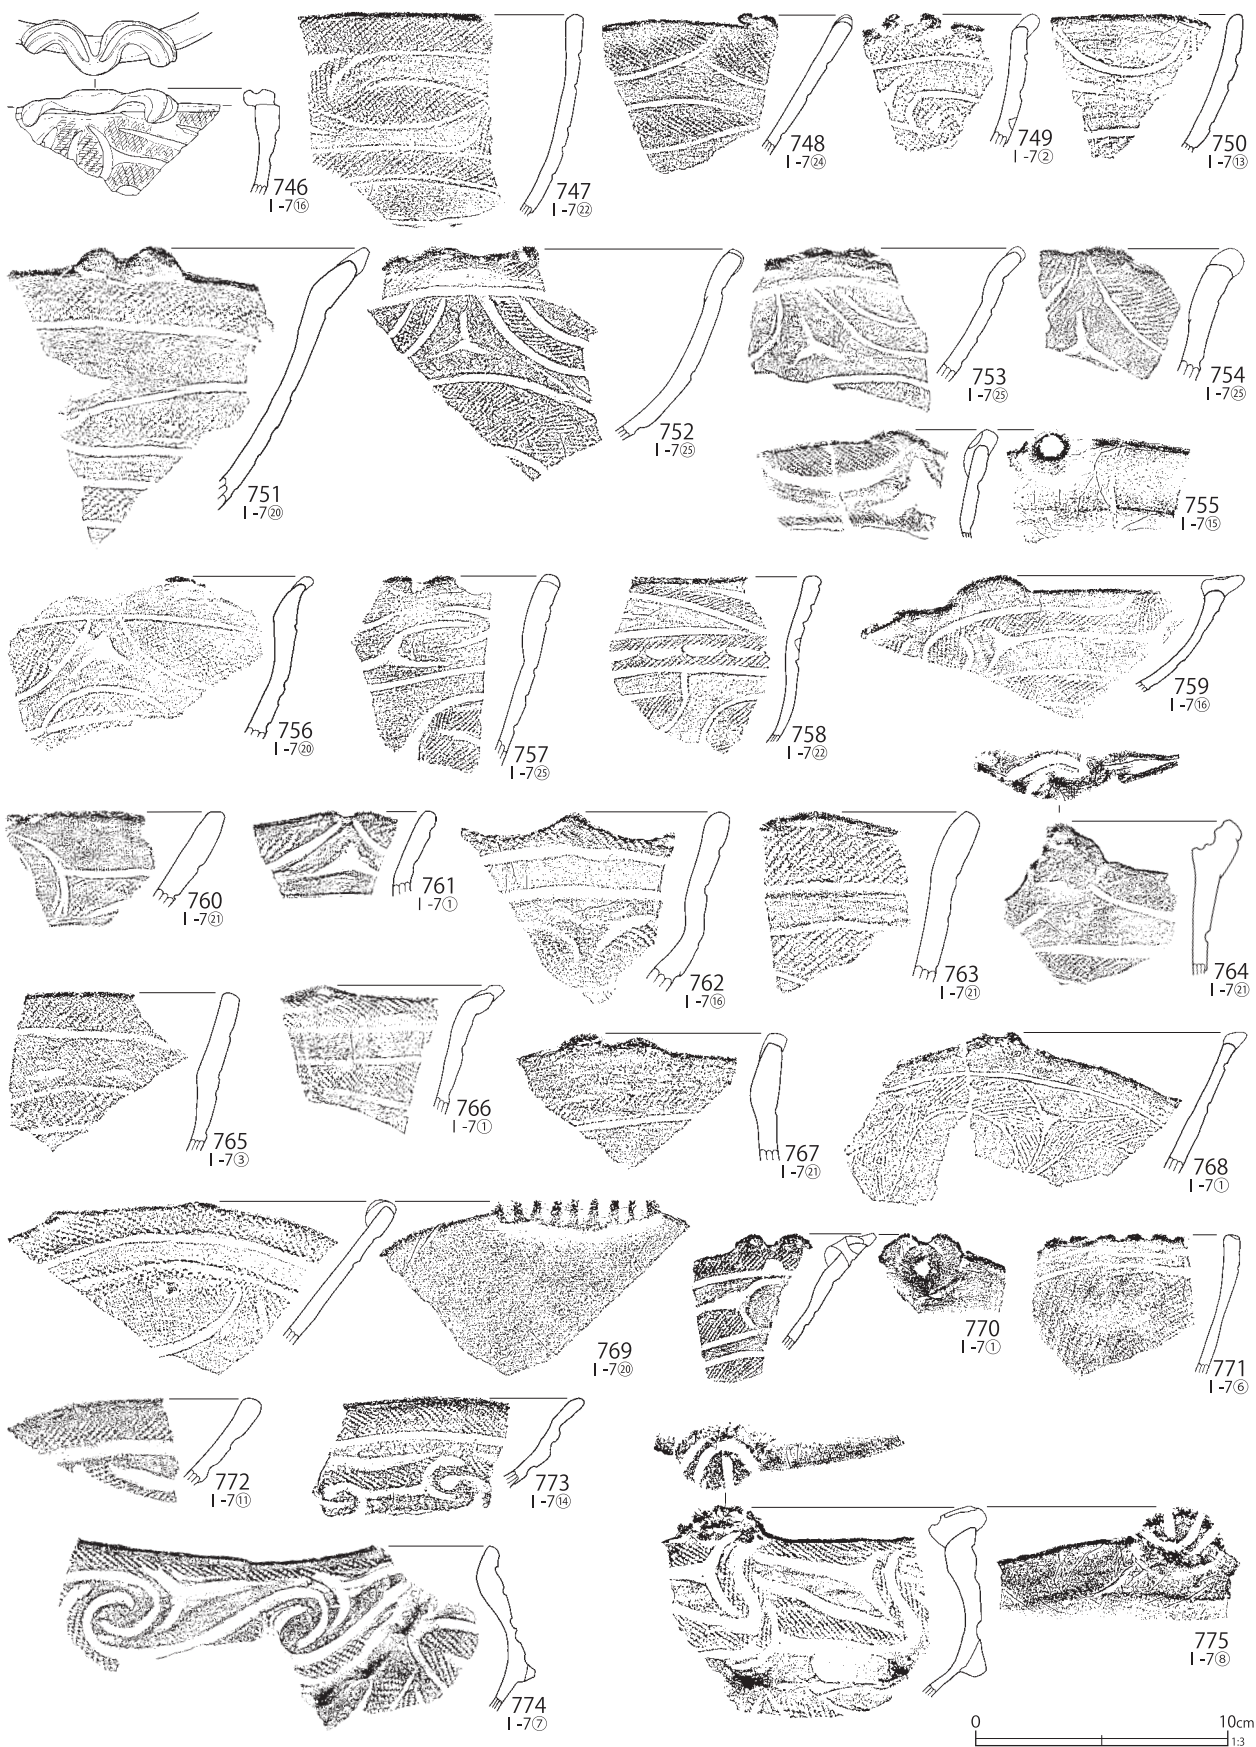 746
I -7⑯
747
I -7㉒
748
I -7㉔
749
I -7②
750
I -7⑬
751
I -7⑳
752
I -7㉕
753
I -7㉕
754
I -7㉕
755
I -7⑮
756
I -7⑳
757
I -7㉕
758
I -7㉒
759
I -7⑯
760
I -7㉑
761
I -7①
762
I -7⑯
763
I -7㉑
764
I -7㉑
765
I -7③
766
I -7①
767
I -7㉑
768
I -7①
769
I -7⑳
770
I -7①
771
I -7⑥
772
I -7⑪
773
I -7⑭
774
I -7⑦
775
I -7⑧
0 10cm
1:3